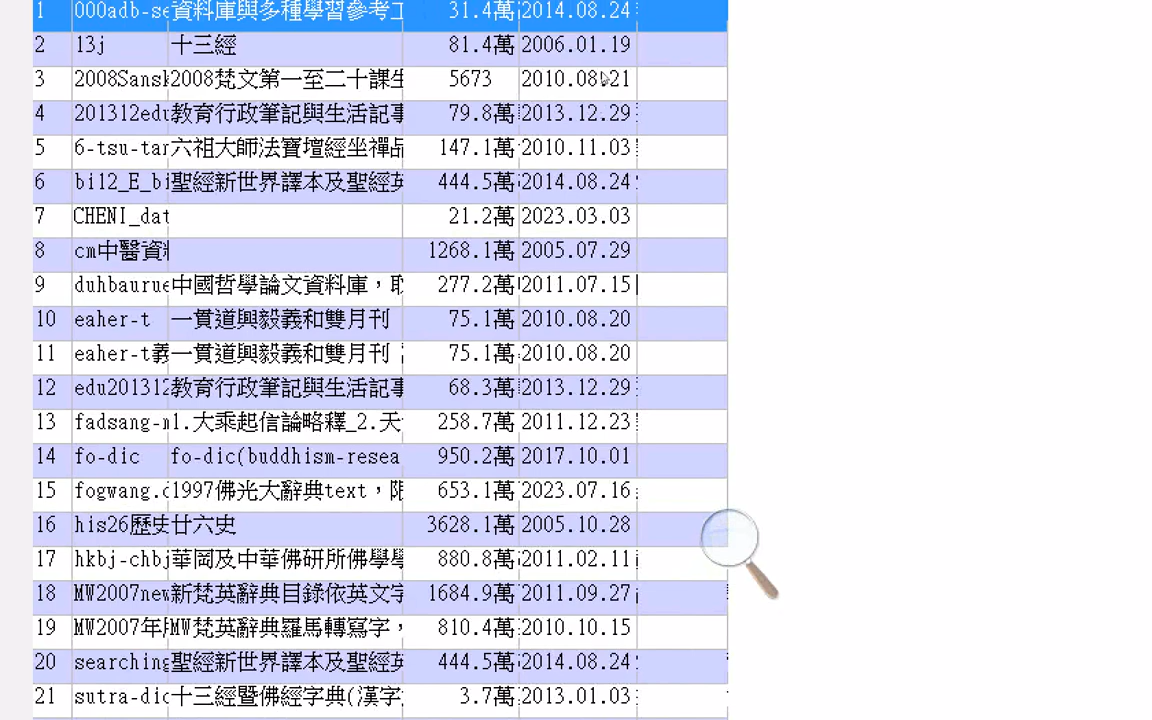 1 000adb-se 資料庫與多種學習參考工 31.4萬 2014.08.24
2 13j 十三經 81.4萬 2006.01.19
3 2008Sansk 2008梵文第一至二十課生 5673 2010.08.21
4 201312edu 教育行政筆記與生活記事 79.8萬 2013.12.29
5 6-tsu-tan 六祖大師法寶壇經坐禪品 147.1萬 2010.11.03
6 bi12_E_bi 聖經新世界譯本及聖經英 444.5萬 2014.08.24
7 CHENI_dat 21.2萬 2023.03.03
8 cm中醫資料 1268.1萬 2005.07.29
9 duhbaurue 中國哲學論文資料庫，取 277.2萬 2011.07.15
10 eaher-t 一貫道興毅義和雙月刊 75.1萬 2010.08.20
11 eaher-t義 一貫道興毅義和雙月刊 75.1萬 2010.08.20
12 edu201312 教育行政筆記與生活記事 68.3萬 2013.12.29
13 fadsang-m 1.大乘起信論略釋_2.天 258.7萬 2011.12.23
14 fo-dic fo-dic(buddhism-resea 950.2萬 2017.10.01
15 fogwang.d 1997佛光大辭典text，限 653.1萬 2023.07.16
16 his26歷史 廿六史 3628.1萬 2005.10.28
17 hkbj-chbj 華岡及中華佛研所佛學學 880.8萬 2011.02.11
18 MW2007new 新梵英辭典目錄依英文字 1684.9萬 2011.09.27
19 MW2007年 MW梵英辭典羅馬轉寫字， 810.4萬 2010.10.15
20 searching 聖經新世界譯本及聖經英 444.5萬 2014.08.24
21 sutra-dic 十三經暨佛經字典(漢字 3.7萬 2013.01.03